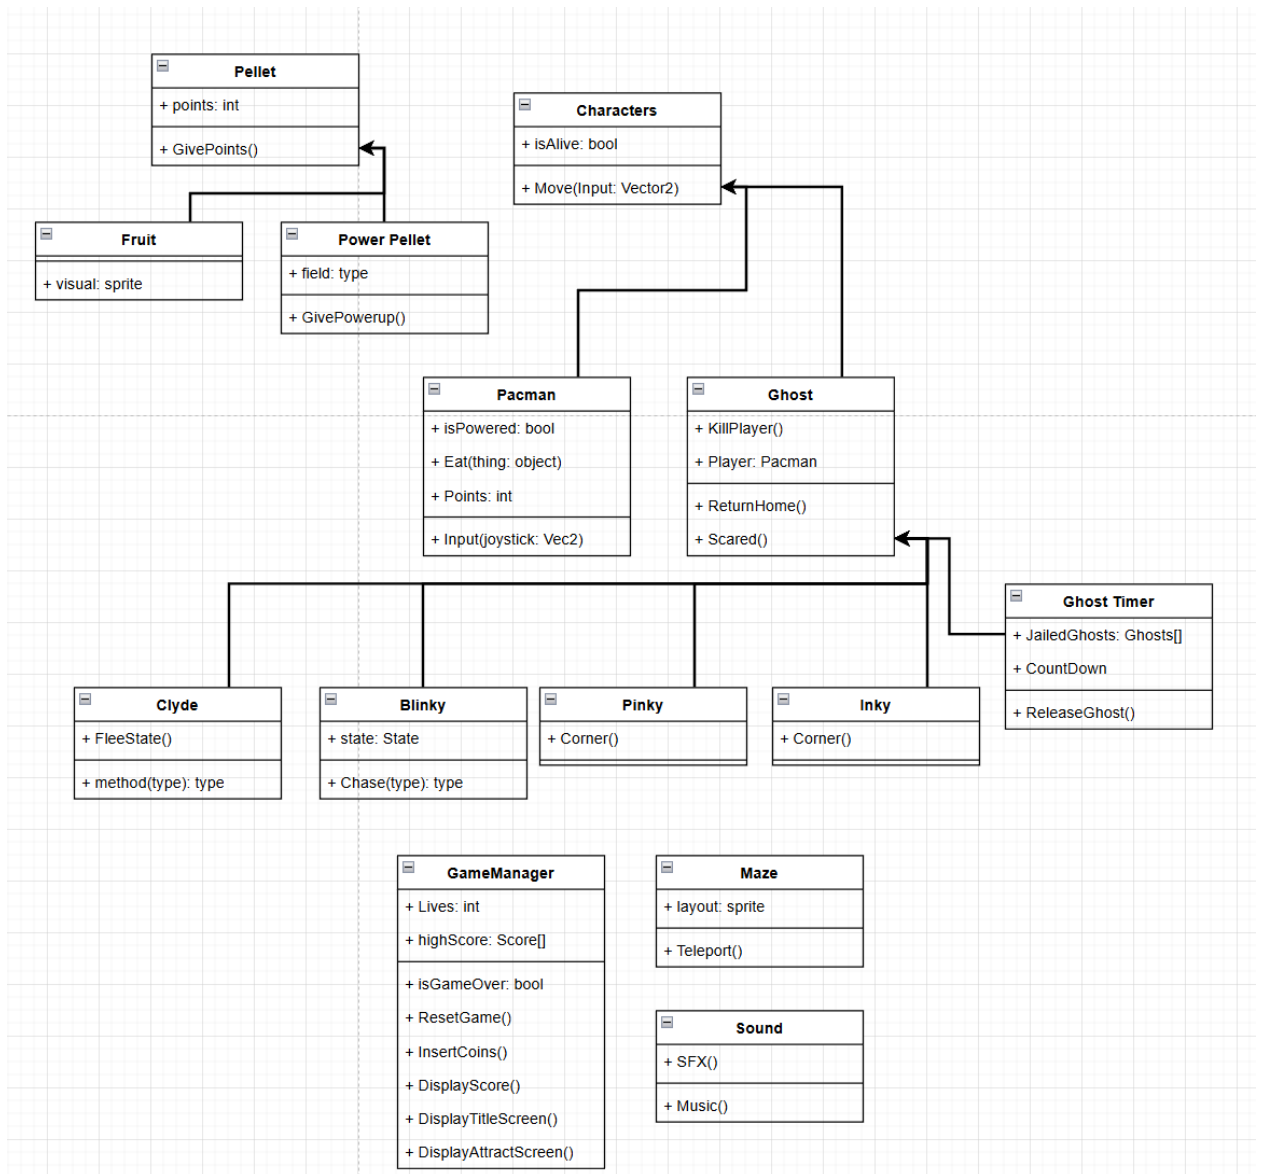 Pellet
+ points: int
+ GivePoints()
Characters
+ isAlive: bool
+ Move(Input: Vector2)
Fruit
+ visual: sprite
Power Pellet
+ field: type
+ GivePowerup()
Pacman
+ isPowered: bool
+ Eat(thing: object)
+ Points: int
+ Input(joystick: Vec2)
Ghost
+ KillPlayer()
+ Player: Pacman
+ ReturnHome()
+ Scared()
Ghost Timer
+ JailedGhosts: Ghosts[]
+ CountDown
+ ReleaseGhost()
Clyde
+ FleeState()
+ method(type): type
Blinky
+ state: State
+ Chase(type): type
Pinky
+ Corner()
Inky
+ Corner()
GameManager
+ Lives: int
+ highScore: Score[]
+ isGameOver: bool
+ ResetGame()
+ InsertCoins()
+ DisplayScore()
+ DisplayTitleScreen()
+ DisplayAttractScreen()
Maze
+ layout: sprite
+ Teleport()
Sound
+ SFX()
+ Music()